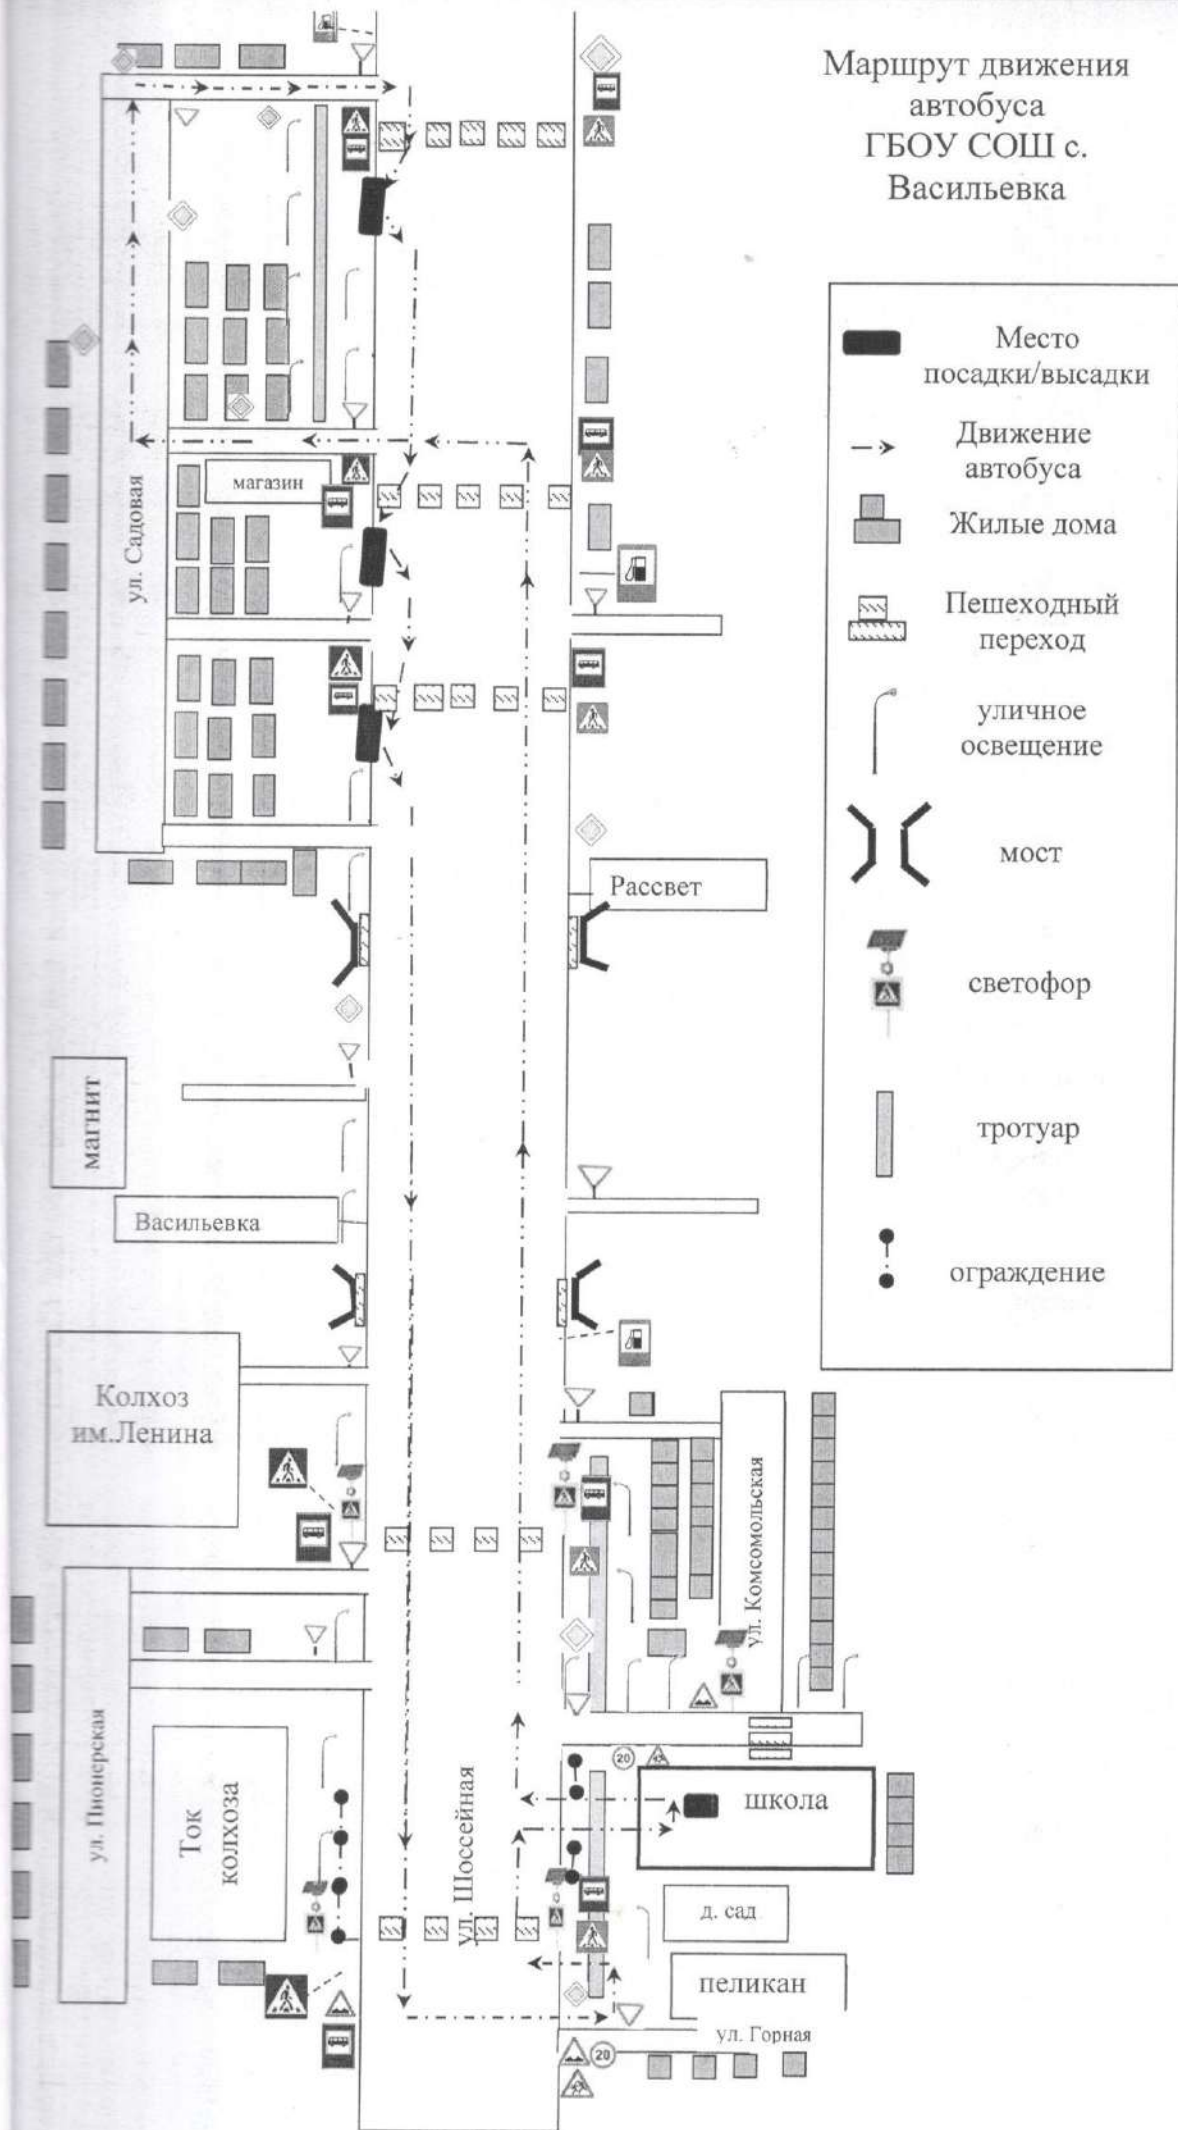 Маршрут движения
автобуса
ГБОУ СОШ с.
Васильевка
Место
посадки/высадки
Движение
автобуса
Жилые дома
Пешеходный
переход
уличное
освещение
мост
светофор
тротуар
ограждение
ул. Садовая
магазин
Рассвет
магнит
Васильевка
Колхоз
им.Ленина
ул. Комсомольская
ул. Пионерская
Ток
колхоза
ул. Шоссейная
20
школа
д. сад
пеликан
ул. Горная
20